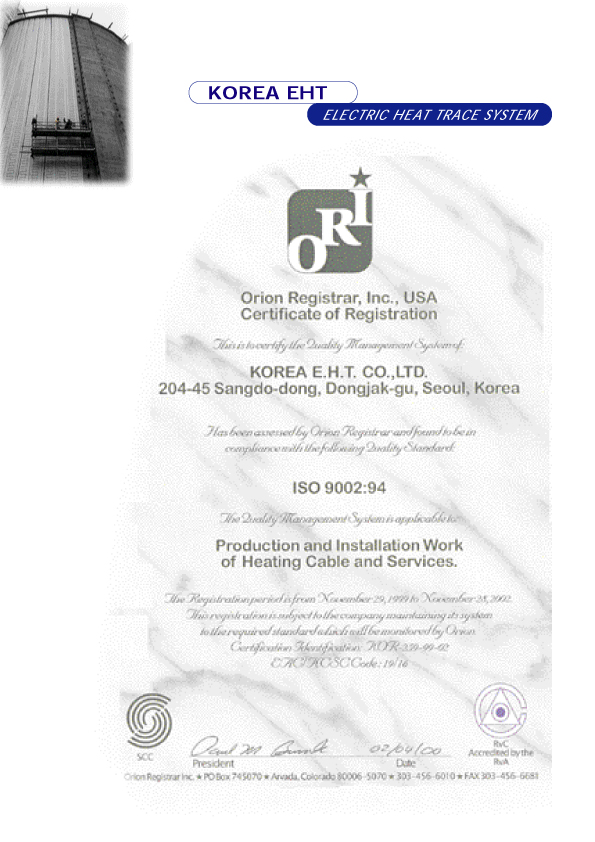 KOREA EHT
ELECTRIC HEAT TRACE SYSTEM
ORI
Orion Registrar, Inc., USA
Certificate of Registration
This is to certify the Quality Management System of:
KOREA E.H.T. CO.,LTD.
204-45 Sangdo-dong, Dongjak-gu, Seoul, Korea
Has been assessed by Orion Registrar and found to be in
compliance with the following Quality Standard:
ISO 9002:94
The Quality Management System is applicable to:
Production and Installation Work
of Heating Cable and Services.
The Registration period is from November 29, 1999 to November 28, 2002.
This registration is subject to the company maintaining its system
to the required standard which will be monitored by Orion.
Certification Identification:
Code: 19/16
SCC
02/04/00
President
Date
RvC
Accredited by the
RvA
Orion Registrar Inc. ★ PO Box 745070 ★ Arvada, Colorado 80006-5070 ★ 303-456-6010 ★ FAX 303-456-6681